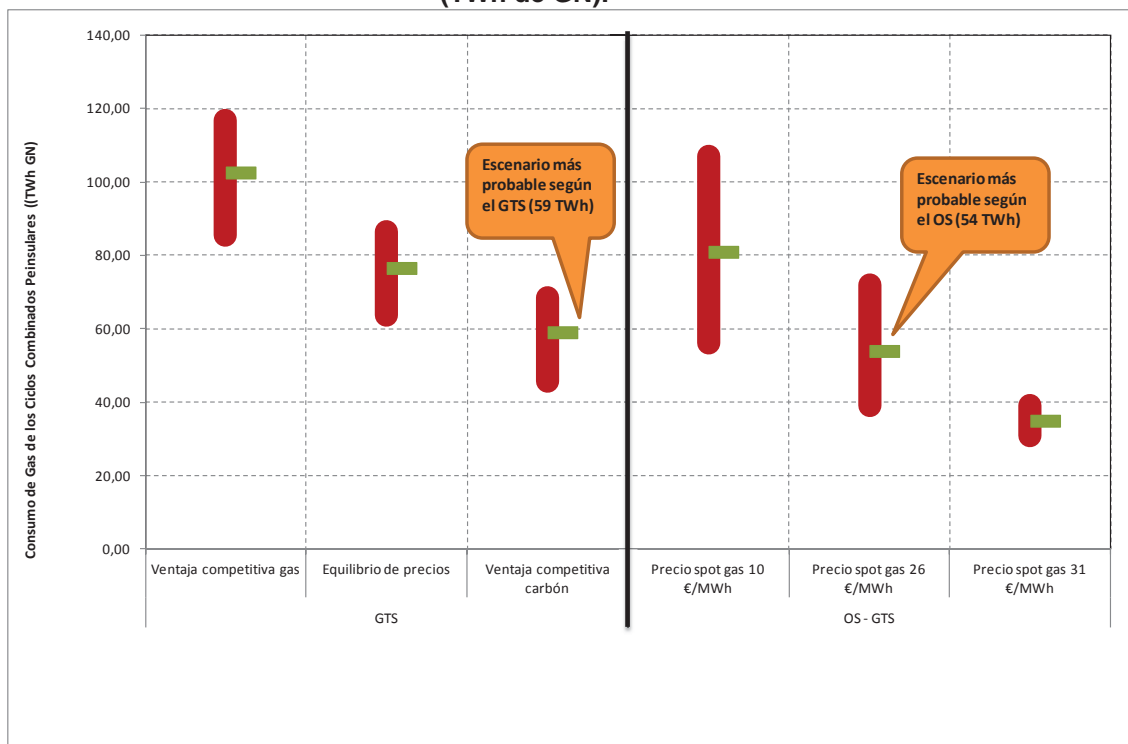 (TWh de GN).
140,00
120,00
100,00
80,00
60,00
40,00
20,00
0,00
Consumo de Gas de los Ciclos Combinados Peinsulares ((TWh GN)
Escenario más
probable según
el GTS (59 TWh)
Escenario más
probable según
el OS (54 TWh)
Ventaja competitiva gas
Equilibrio de precios
Ventaja competitiva
carbón
Precio spot gas 10
€/MWh
Precio spot gas 26
€/MWh
Precio spot gas 31
€/MWh
GTS
OS - GTS